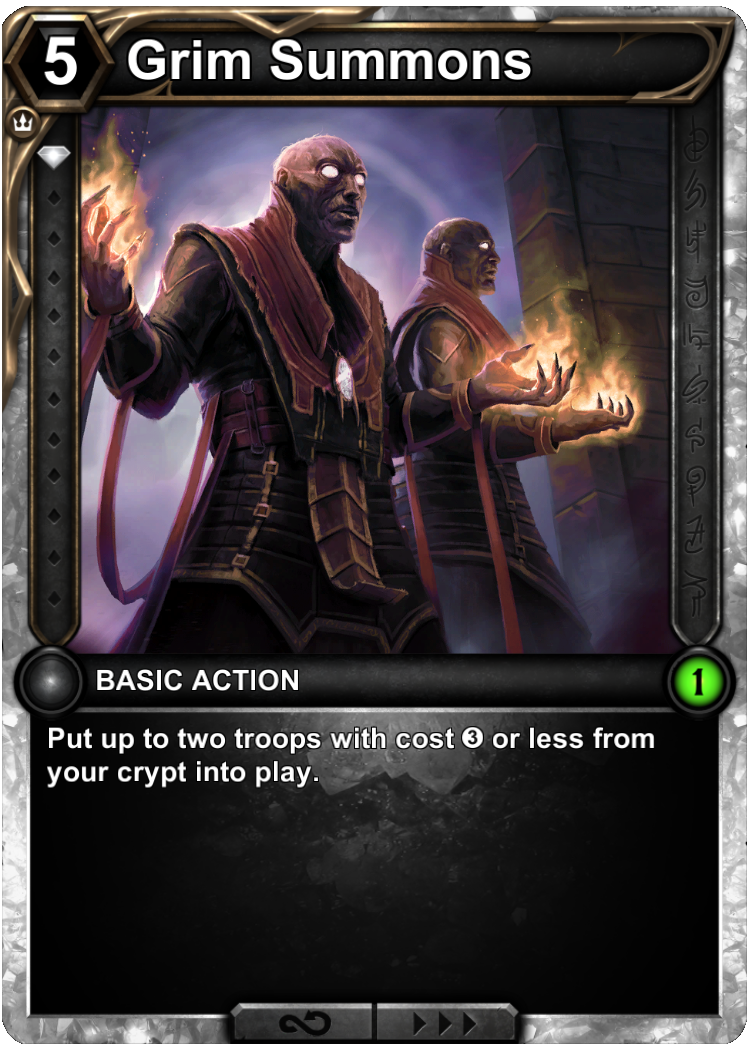 5 Grim Summons
BASIC ACTION 1
Put up to two troops with cost ❸ or less from
your crypt into play.